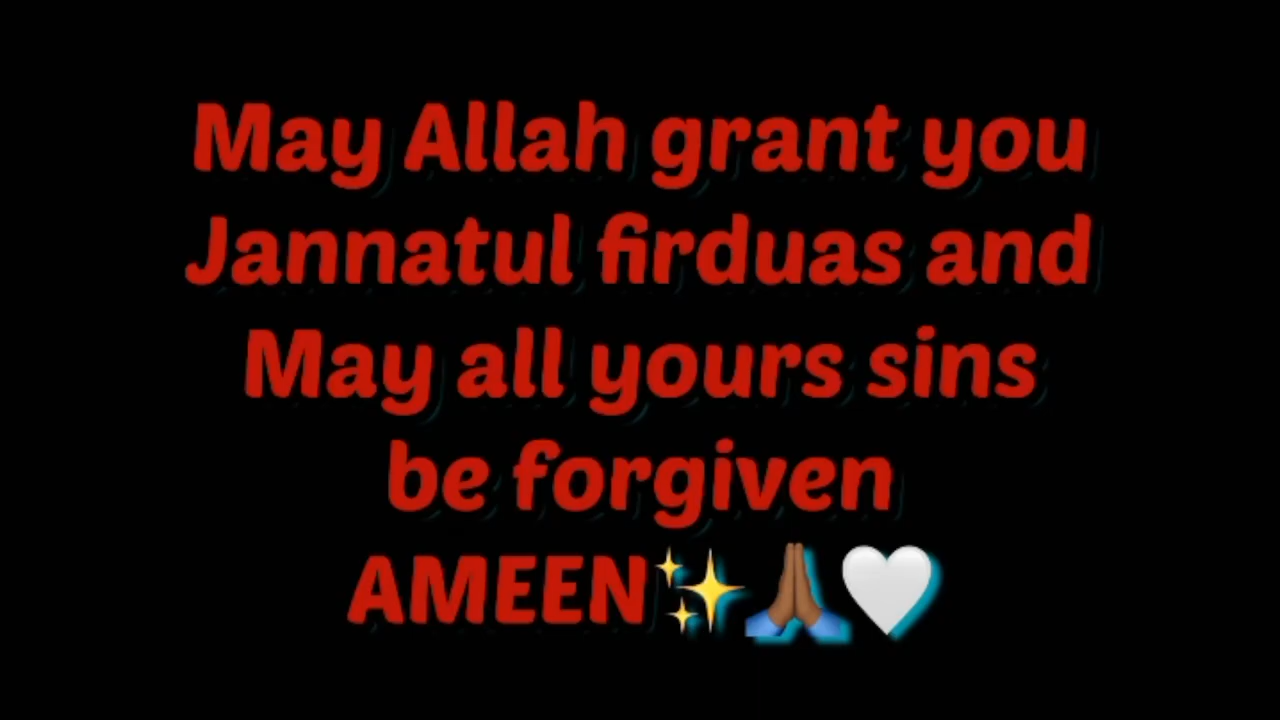 May Allah grant you
Jannatul firduas and
May all yours sins
be forgiven
AMEEN✨🙏🏾🤍